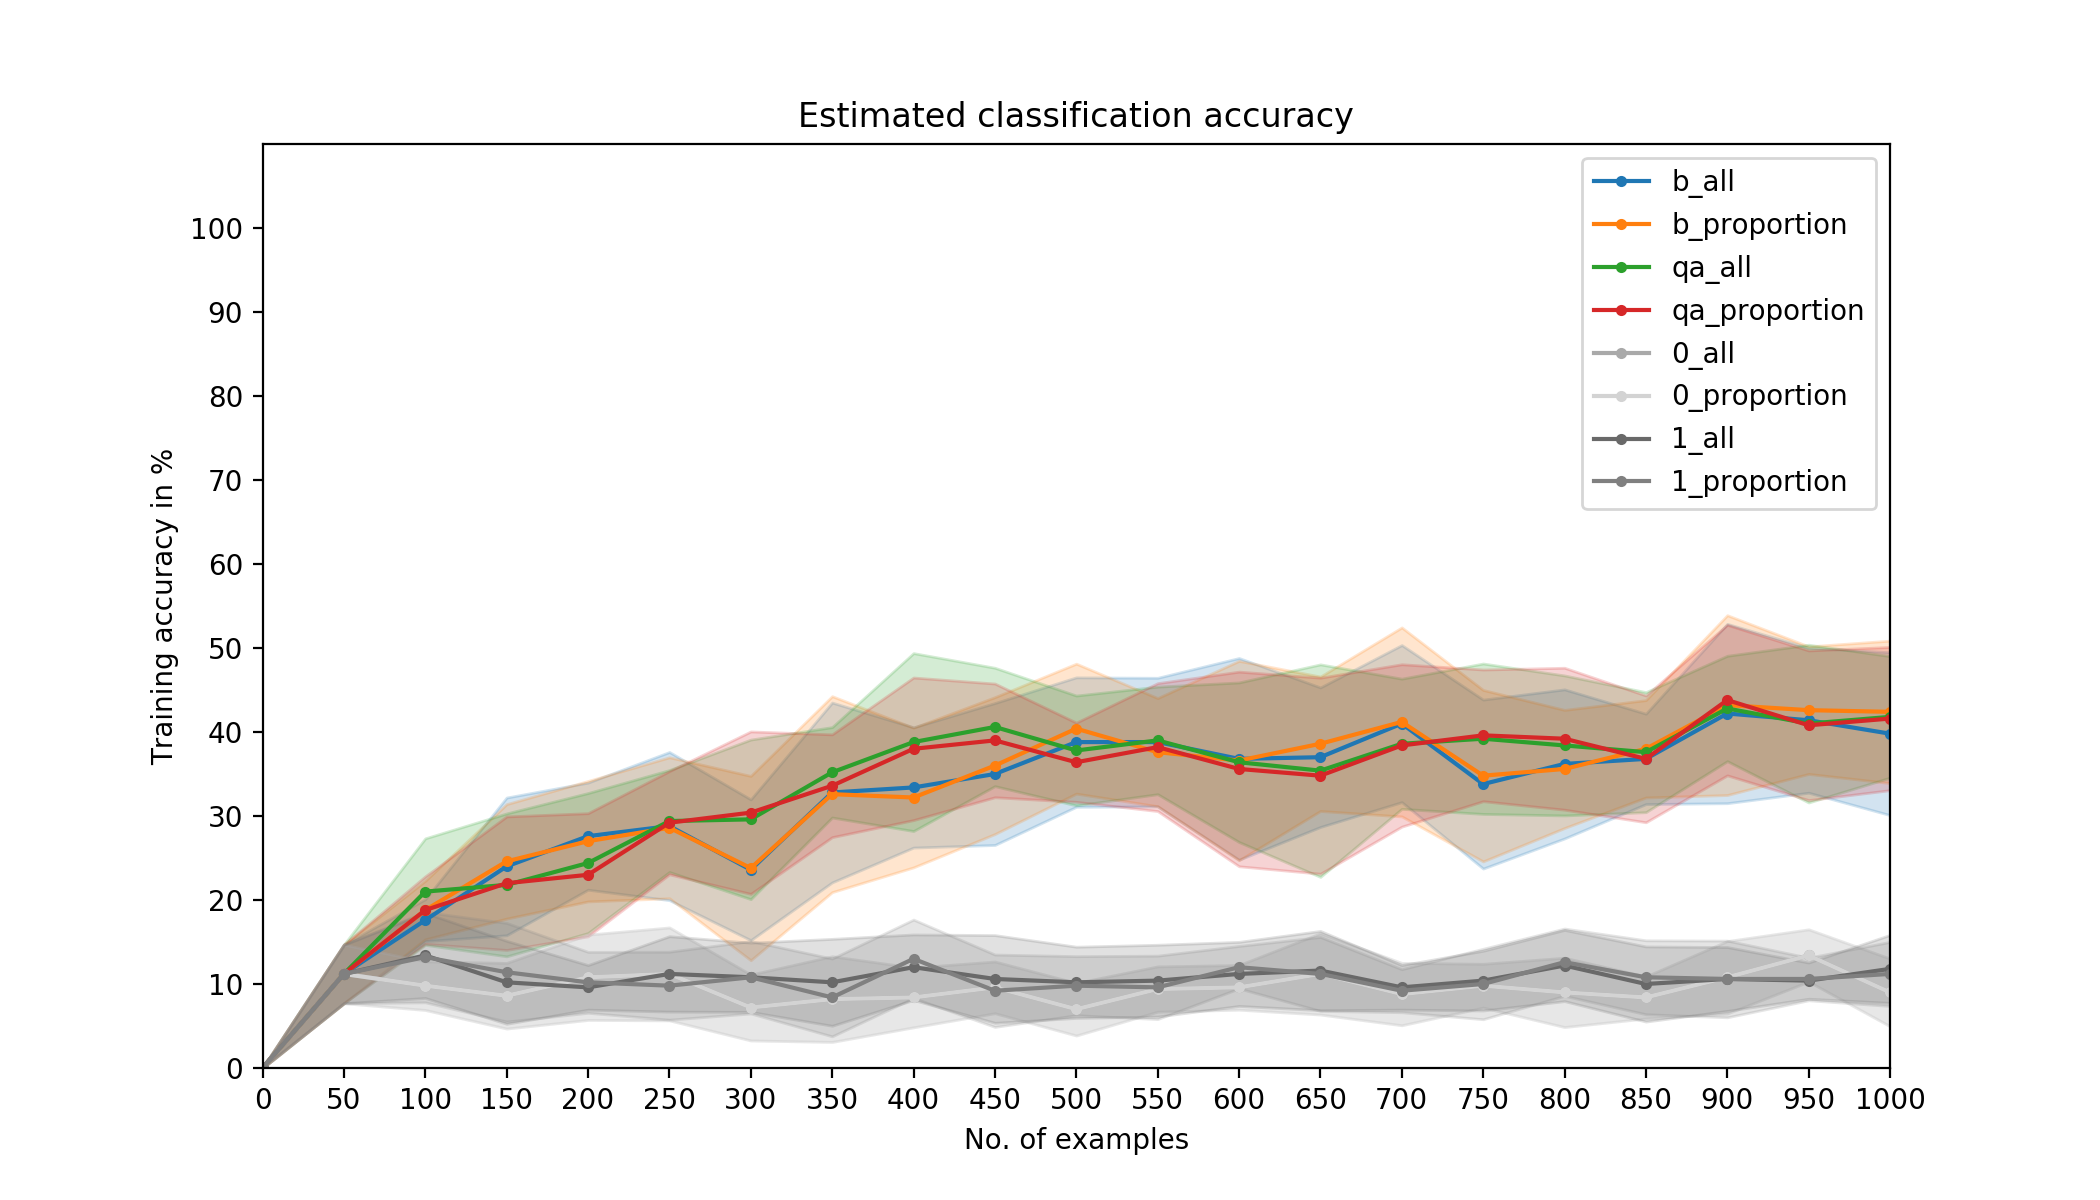 Estimated classification accuracy
b_all
b_proportion
qa_all
qa_proportion
0_all
0_proportion
1_all
1_proportion
Training accuracy in %
100
90
80
70
60
50
40
30
20
10
0
0 50 100 150 200 250 300 350 400 450 500 550 600 650 700 750 800 850 900 950 1000
No. of examples